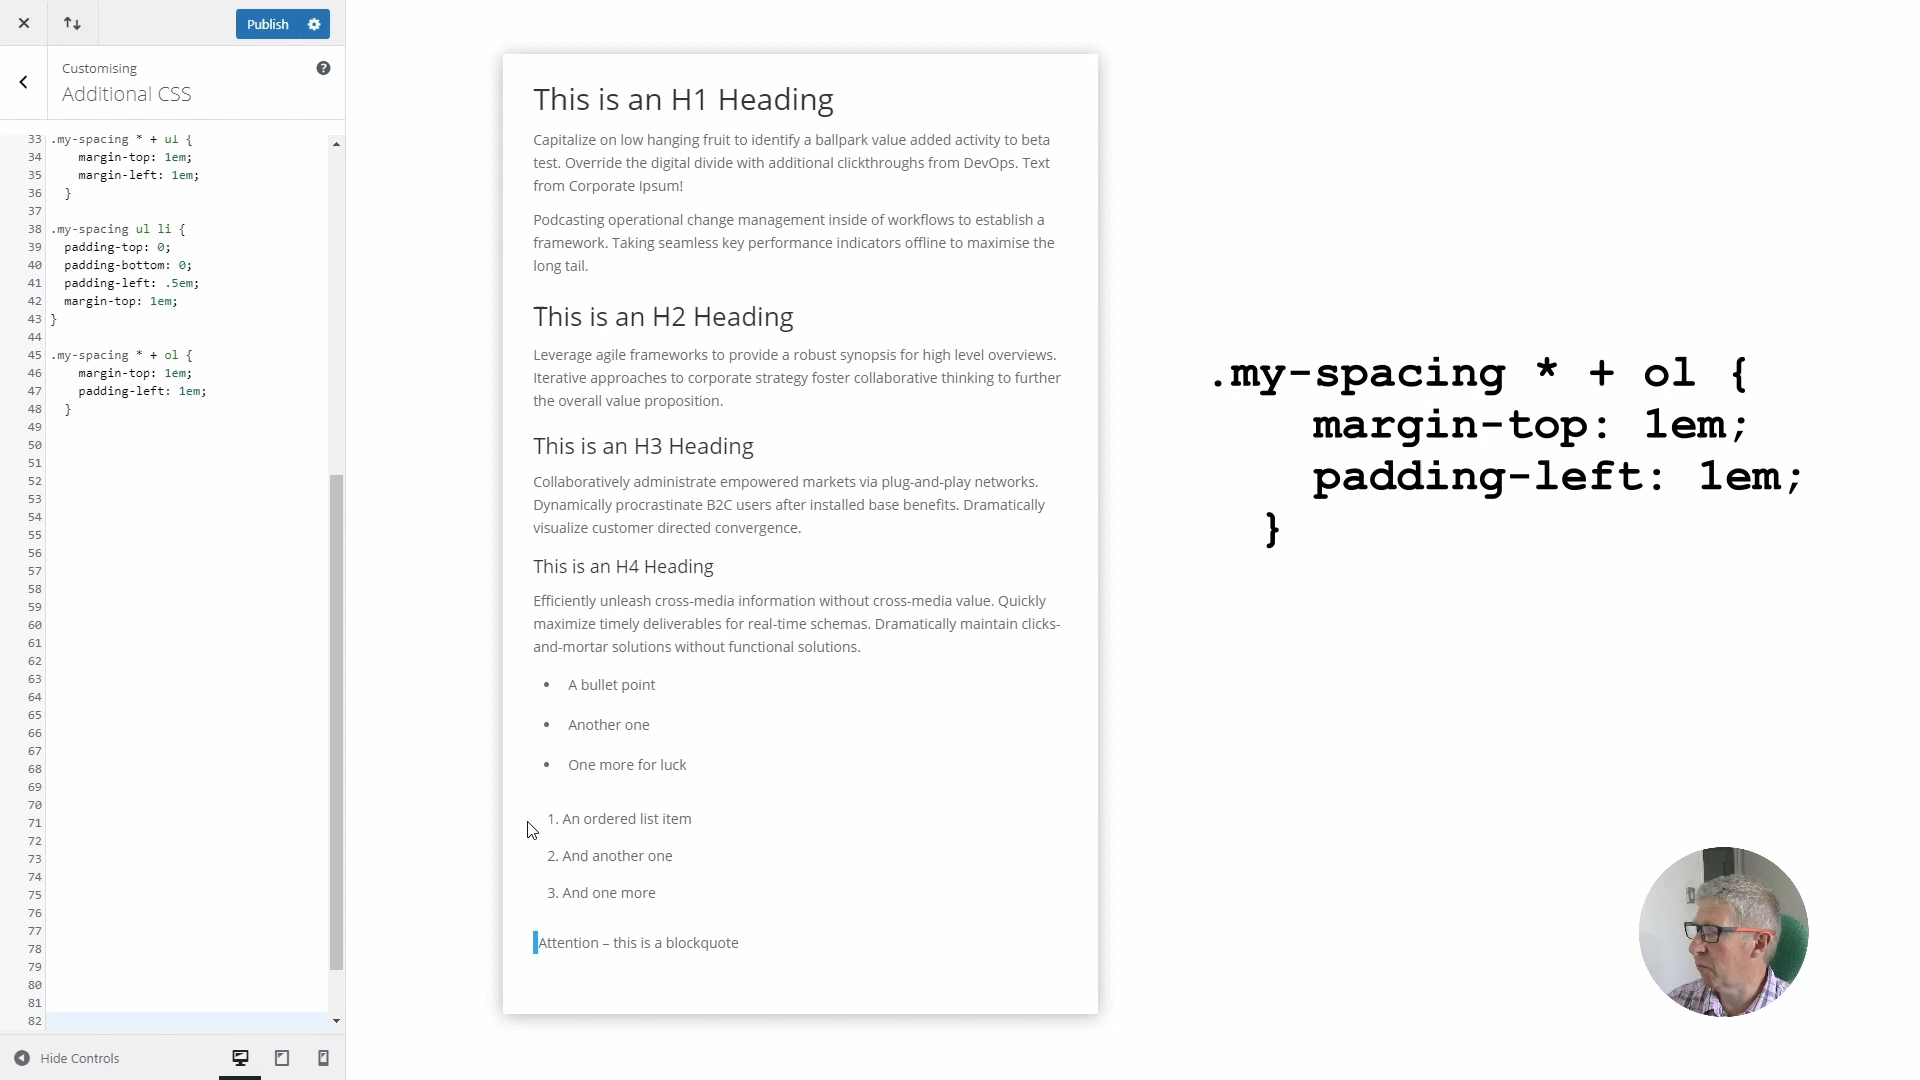 Publish
Customising
Additional CSS
33 .my-spacing * + ul {
34 margin-top: 1em;
35 margin-left: 1em;
36 }
37
38 .my-spacing ul li {
39 padding-top: 0;
40 padding-bottom: 0;
41 padding-left: .5em;
42 margin-top: 1em;
43 }
44
45 .my-spacing * + ol {
46 margin-top: 1em;
47 padding-left: 1em;
48 }
49
50
51
52
53
54
55
56
57
58
59
60
61
62
63
64
65
66
67
68
69
70
71
72
73
74
75
76
77
78
79
80
81
82
Hide Controls
This is an H1 Heading
Capitalize on low hanging fruit to identify a ballpark value added activity to beta
test. Override the digital divide with additional clickthroughs from DevOps. Text
from Corporate Ipsum!
Podcasting operational change management inside of workflows to establish a
framework. Taking seamless key performance indicators offline to maximise the
long tail.
This is an H2 Heading
Leverage agile frameworks to provide a robust synopsis for high level overviews.
Iterative approaches to corporate strategy foster collaborative thinking to further
the overall value proposition.
This is an H3 Heading
Collaboratively administrate empowered markets via plug-and-play networks.
Dynamically procrastinate B2C users after installed base benefits. Dramatically
visualize customer directed convergence.
This is an H4 Heading
Efficiently unleash cross-media information without cross-media value. Quickly
maximize timely deliverables for real-time schemas. Dramatically maintain clicks-
and-mortar solutions without functional solutions.
• A bullet point
• Another one
• One more for luck
1. An ordered list item
2. And another one
3. And one more
Attention – this is a blockquote
.my-spacing * + ol {
margin-top: 1em;
padding-left: 1em;
}